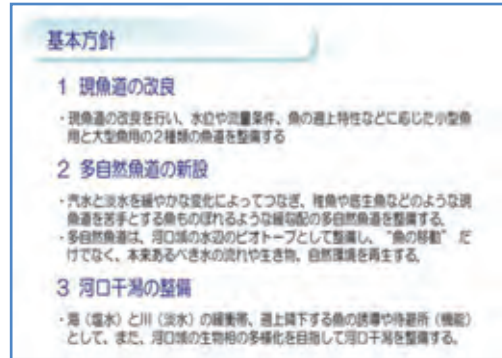 基本方針
1 現魚道の改良
・現魚道の改良を行い、水位や流量条件、魚の遡上特性などに応じた小型魚
用と大型魚用の2種類の魚道を整備する
2 多自然魚道の新設
・汽水と淡水を緩やかな変化によってつなぎ、稚魚や底生魚などのような現
魚道を苦手とする魚ものぼれるような緩勾配の多自然魚道を整備する。
・多自然魚道は、河口域の水辺のビオトープとして整備し、“魚の移動” だ
けでなく、本来あるべき水の流れや生き物、自然環境を再生する。
3 河口干潟の整備
・海（塩水）と川（淡水）の緩衝帯、遡上降下する魚の誘導や待避所（機能）
として、また、河口域の生物相の多様化を目指して河口干潟を整備する。